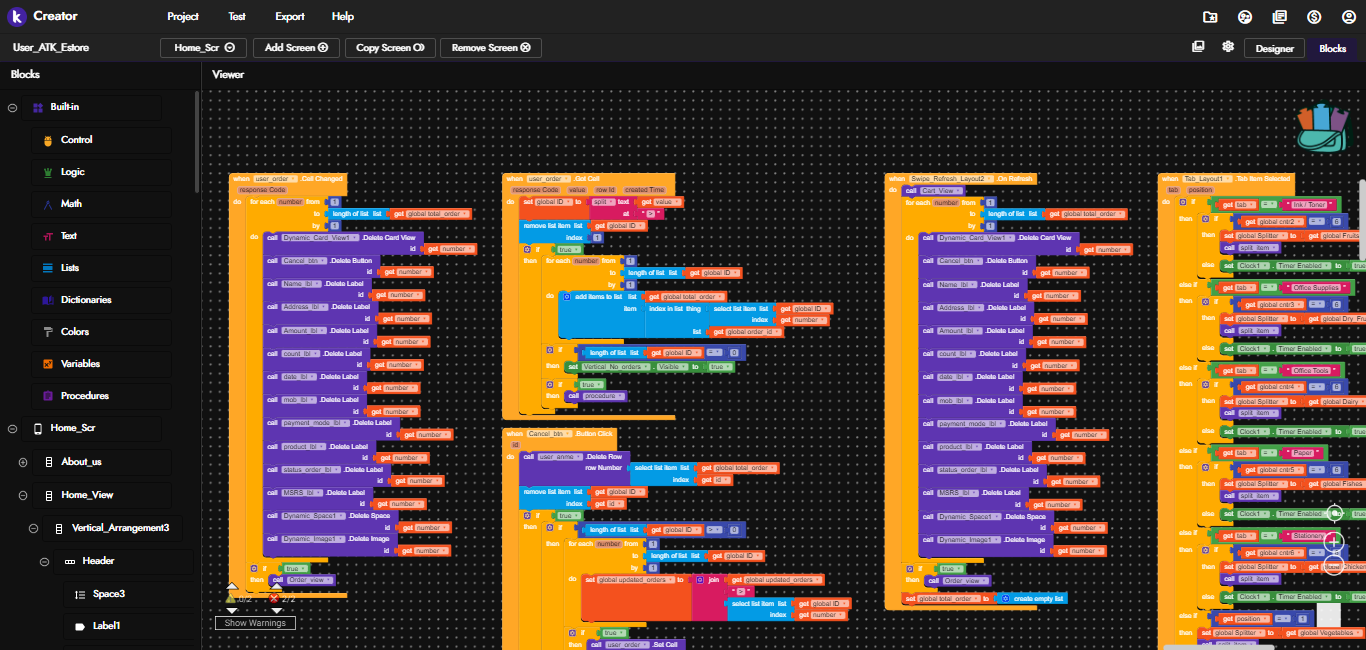 Creator Project Test Export Help
User_ATK_Estore Home_Scr Add Screen Copy Screen Remove Screen Designer Blocks
Blocks
Viewer
Built-in
Control
Logic
Math
Text
Lists
Dictionaries
Colors
Variables
Procedures
Home_Scr
About_us
Home_View
Vertical_Arrangement3
Header
Space3
Label1
when user_order .Cell Changed
response Code
do for each number from 1
to length of list list get global total_order
by 1
do call Dynamic_Card_View1 .Delete Card View
id get number
call Cancel_btn .Delete Button
id get number
call Name_lbl .Delete Label
id get number
call Address_lbl .Delete Label
id get number
call Amount_lbl .Delete Label
id get number
call count_lbl .Delete Label
id get number
call date_lbl .Delete Label
id get number
call mob_lbl .Delete Label
id get number
call payment_mode_lbl .Delete Label
id get number
call product_lbl .Delete Label
id get number
call status_order_lbl .Delete Label
id get number
call MSRS_lbl .Delete Label
id get number
call Dynamic_Space1 .Delete Space
id get number
call Dynamic_Image1 .Delete Image
id get number
if true
then call Order_view
Show Warnings
when user_order .Got Cell
response Code value row Id created Time
do set global ID to split text get value
at ">"
remove list item list get global ID
index 1
if true
then for each number from 1
to length of list list get global ID
by 1
do add items to list list get global total_order
item index in list thing select list item list get global ID
index get number
list get global order_id
if length of list list get global ID = 0
then set Vertical_No_orders . Visible to true
if true
then call procedure
when Cancel_btn .Button Click
id
do call user_anme .Delete Row
row Number select list item list get global total_order
index get id
remove list item list get global ID
index get id
if true
then if length of list list get global ID > 0
then for each number from 1
to length of list list get global ID
by 1
do set global updated_orders to join get global updated_orders
">"
select list item list get global ID
index get number
if true
then call user_order .Set Cell
when Swipe_Refresh_Layout2 .On Refresh
do call Cart_View
for each number from 1
to length of list list get global total_order
by 1
do call Dynamic_Card_View1 .Delete Card View
id get number
call Cancel_btn .Delete Button
id get number
call Name_lbl .Delete Label
id get number
call Address_lbl .Delete Label
id get number
call Amount_lbl .Delete Label
id get number
call count_lbl .Delete Label
id get number
call date_lbl .Delete Label
id get number
call mob_lbl .Delete Label
id get number
call payment_mode_lbl .Delete Label
id get number
call product_lbl .Delete Label
id get number
call status_order_lbl .Delete Label
id get number
call MSRS_lbl .Delete Label
id get number
call Dynamic_Space1 .Delete Space
id get number
call Dynamic_Image1 .Delete Image
id get number
if true
then call Order_view
set global total_order to create empty list
when Tab_Layout1 .Tab Item Selected
tab position
do if get tab = "Ink / Toner"
then if get global cntr2 = 6
then set global Splitter to get global Fruits
call split_item
else set Clock1 . Timer Enabled to true
else if get tab = "Office Supplies"
then if get global cntr3 = 6
then set global Splitter to get global Dry_Fru
call split_item
else set Clock1 . Timer Enabled to true
else if get tab = "Office Tools"
then if get global cntr4 = 6
then set global Splitter to get global Dairy
call split_item
else set Clock1 . Timer Enabled to true
else if get tab = "Peper"
then if get global cntr5 = 6
then set global Splitter to get global Fishes
call split_item
else set Clock1 . Timer Enabled to
else if get tab = "Stationery
then if get global cntr6 =
then set global Splitter to get global Chicken
call split_item
else set Clock1 . Timer Enabled to true
else if get position = 1
then set global Splitter to get global Vegetables